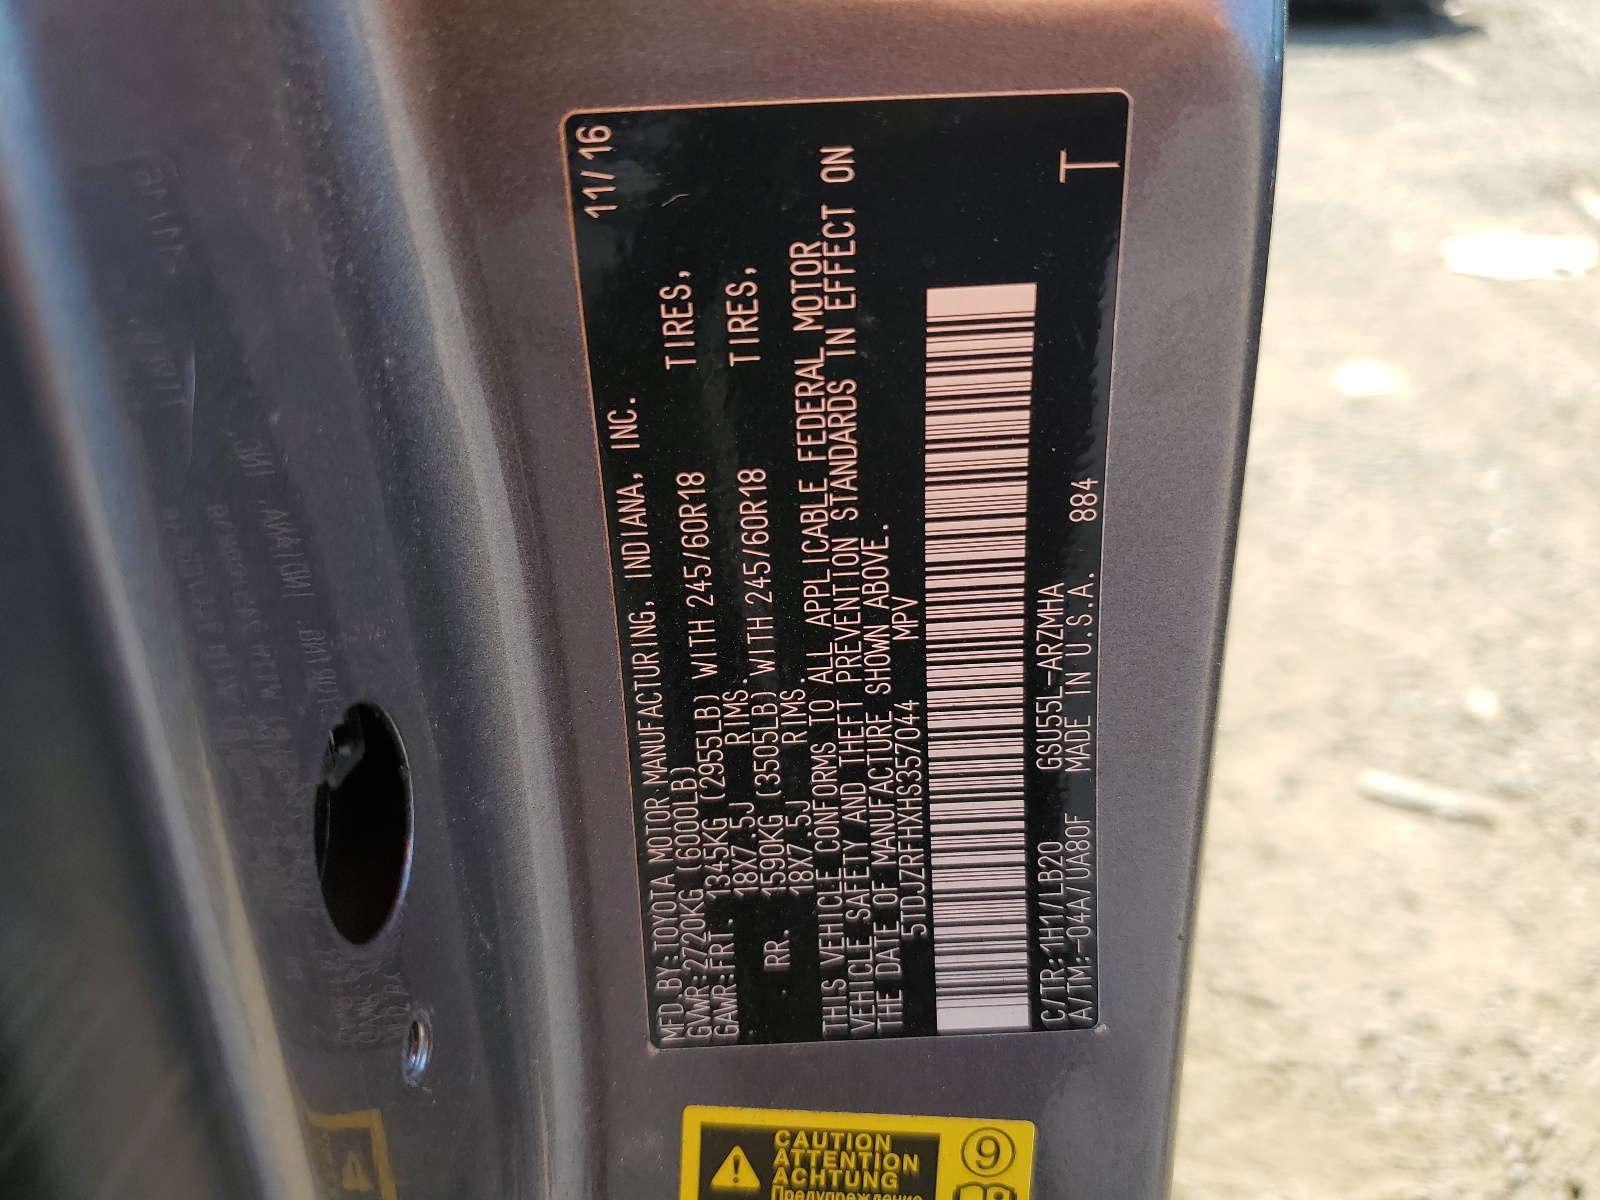 11/16
MFD.BY:TOYOTA MOTOR MANUFACTURING, INDIANA, INC.
GVWR:2720KG (6000LB)
GAWR:FRT. 1345KG (2955LB) WITH 245/60R18 TIRES,
18X7.5J RIMS.
RR. 1590KG (3505LB) WITH 245/60R18 TIRES,
18X7.5J RIMS
THIS VEHICLE CONFORMS TO ALL APPLICABLE FEDERAL MOTOR
VEHICLE SAFETY AND THEFT PREVENTION STANDARDS IN EFFECT ON
THE DATE OF MANUFACTURE SHOWN ABOVE.
5TDJZRFHXHS357044 MPV
C/TR:1H1/LB20 GSU55L-ARZMHA
A/TM:-04A/UA80F MADE IN U.S.A. 884
T
CAUTION
ATTENTION
ACHTUNG
Предупреждение
9